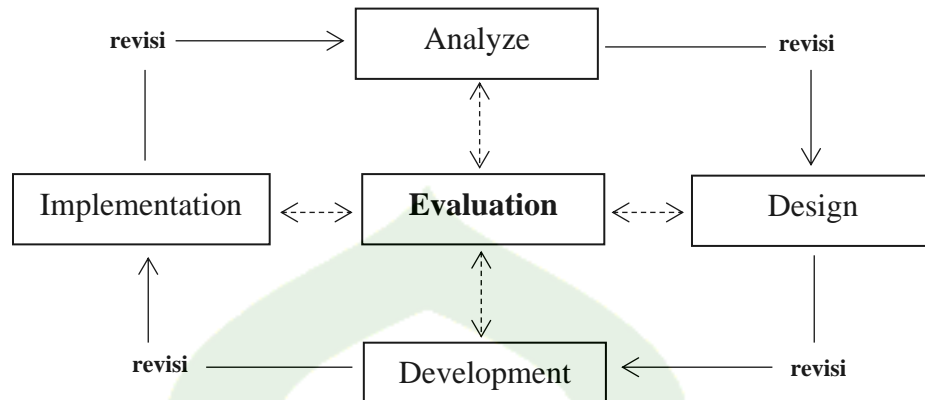 revisi
Analyze
revisi
Implementation
Evaluation
Design
revisi
Development
revisi